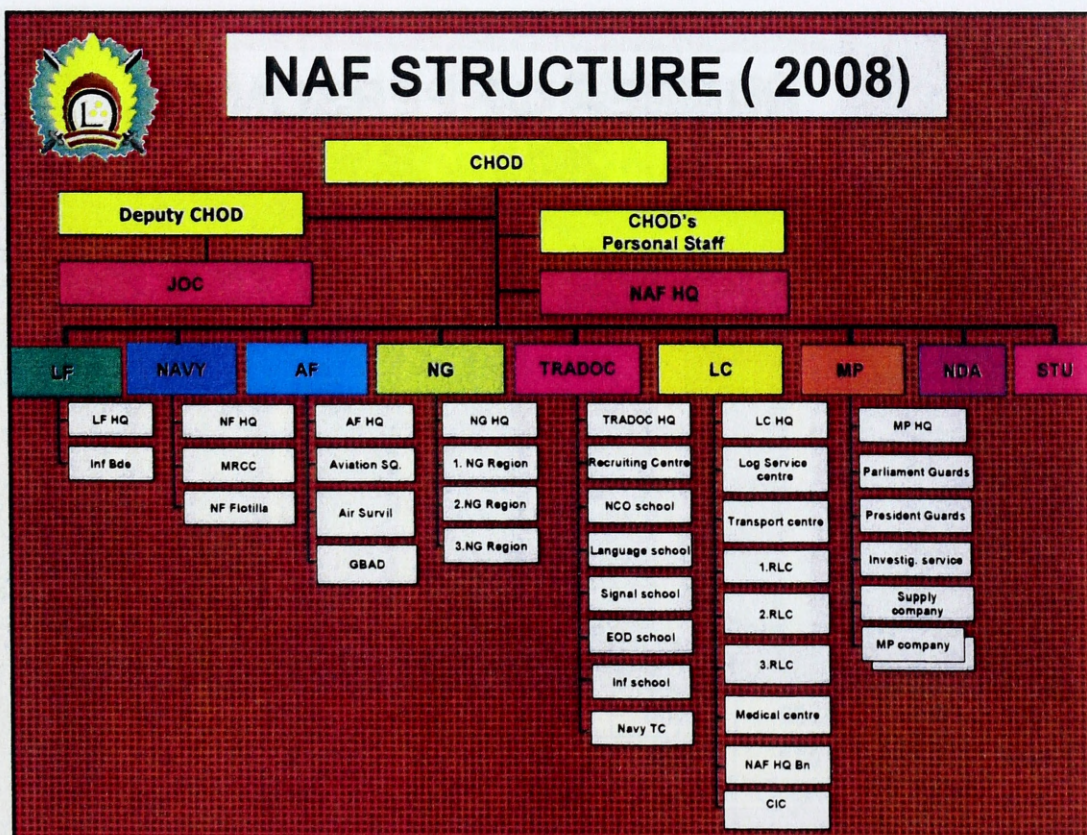 NAF STRUCTURE ( 2008)
L
CHOD
Deputy CHOD
CHOD's
Personal Staff
JOC
NAF HQ
LF
NAVY
AF
NG
TRADOC
LC
MP
NDA
STU
LF HQ
Inf Bde
NF HQ
MRCC
NF Flotilla
AF HQ
Aviation SQ.
Air Survil
GBAD
NG HQ
1. NG Region
2.NG Region
3.NG Region
TRADOC HQ
Recruiting Centre
NCO school
Language school
Signal school
EOD school
Inf school
Navy TC
LC HQ
Log Service
centre
Transport centre
1.RLC
2.RLC
3.RLC
Medical centre
NAF HQ Bn
CIC
MP HQ
Parliament Guards
President Guards
Investig. service
Supply
company
MP company